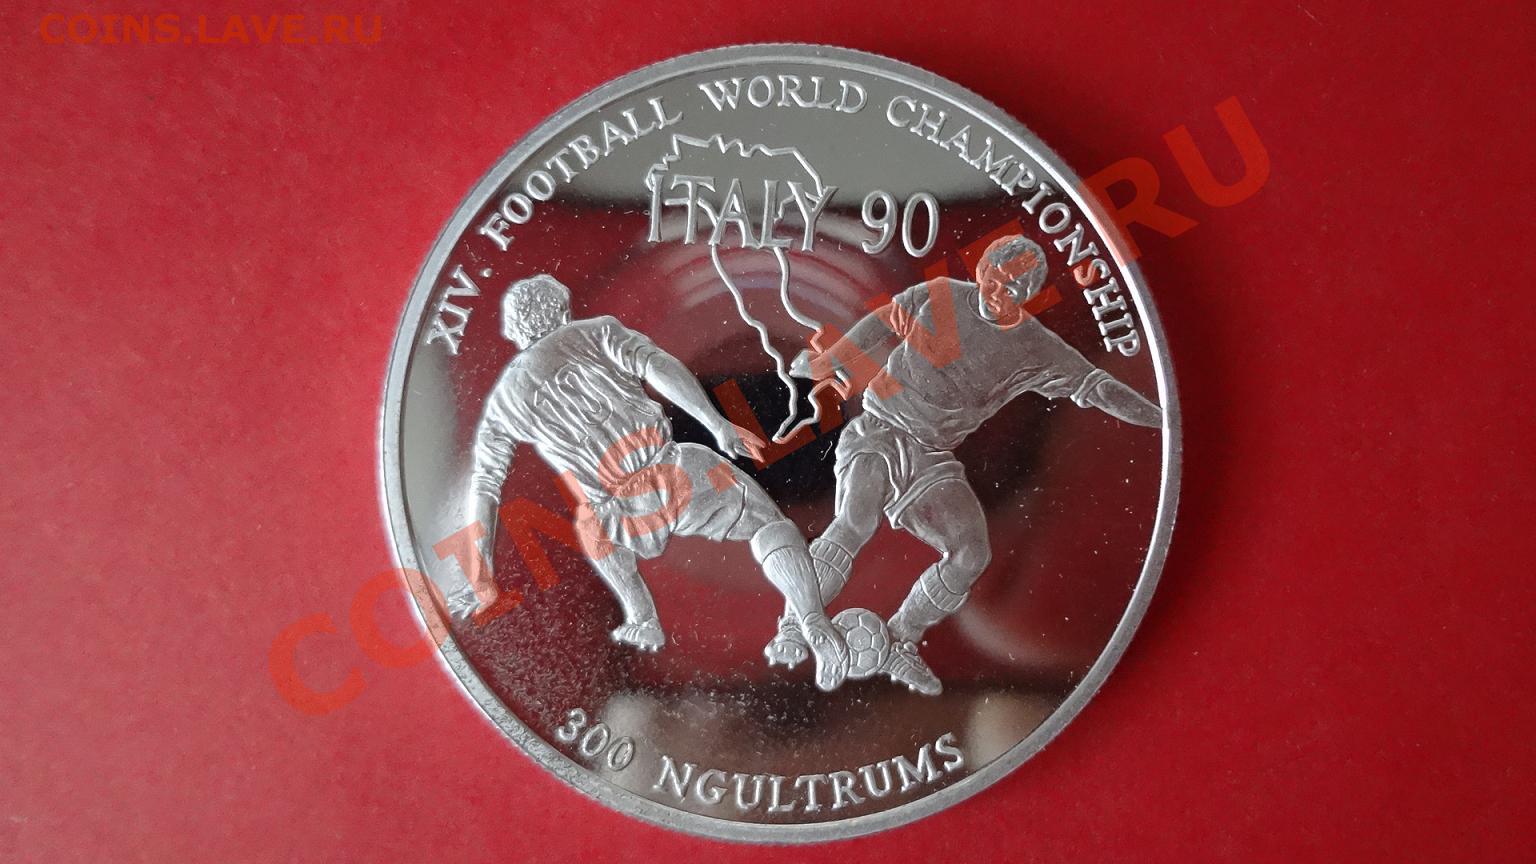 COINS.LAVE.RU
XIV. FOOTBALL WORLD CHAMPIONSHIP
ITALY 90
10
300 NGULTRUMS
COINS.LAVE.RU